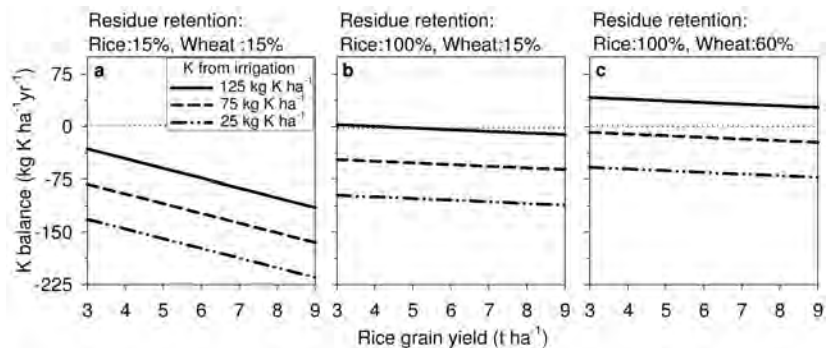 Residue retention:
Rice:15%, Wheat :15%
Residue retention:
Rice:100%, Wheat:15%
Residue retention:
Rice:100%, Wheat:60%
K balance (kg K ha⁻¹yr⁻¹)
75
0
-75
-150
-225
a
K from irrigation
125 kg K ha⁻¹
75 kg K ha⁻¹
25 kg K ha⁻¹
b
c
3 4 5 6 7 8 9
3 4 5 6 7 8 9
3 4 5 6 7 8 9
Rice grain yield (t ha⁻¹)